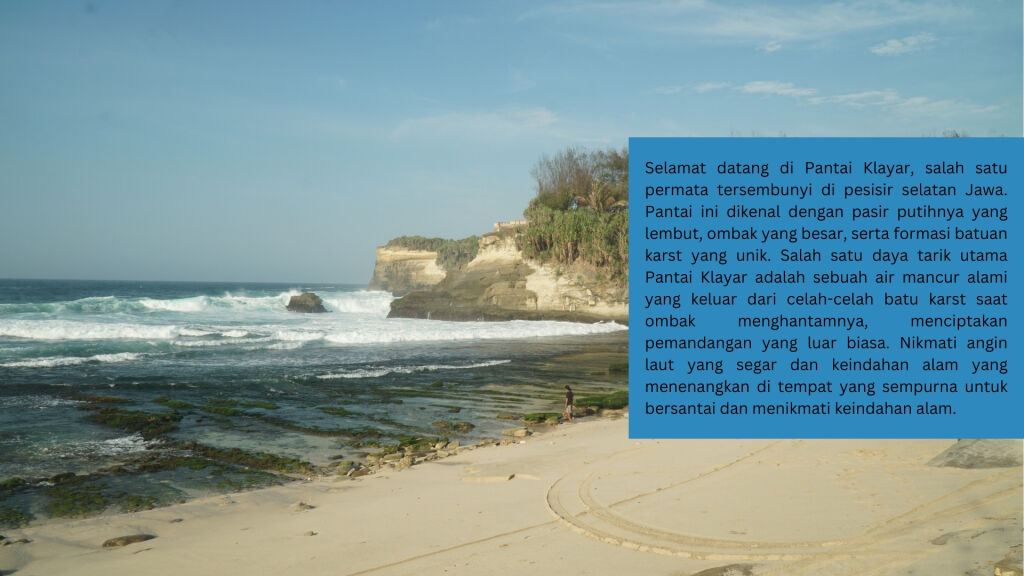 Selamat datang di Pantai Klayar, salah satu
permata tersembunyi di pesisir selatan Jawa.
Pantai ini dikenal dengan pasir putihnya yang
lembut, ombak yang besar, serta formasi batuan
karst yang unik. Salah satu daya tarik utama
Pantai Klayar adalah sebuah air mancur alami
yang keluar dari celah-celah batu karst saat
ombak menghantamnya, menciptakan
pemandangan yang luar biasa. Nikmati angin
laut yang segar dan keindahan alam yang
menenangkan di tempat yang sempurna untuk
bersantai dan menikmati keindahan alam.